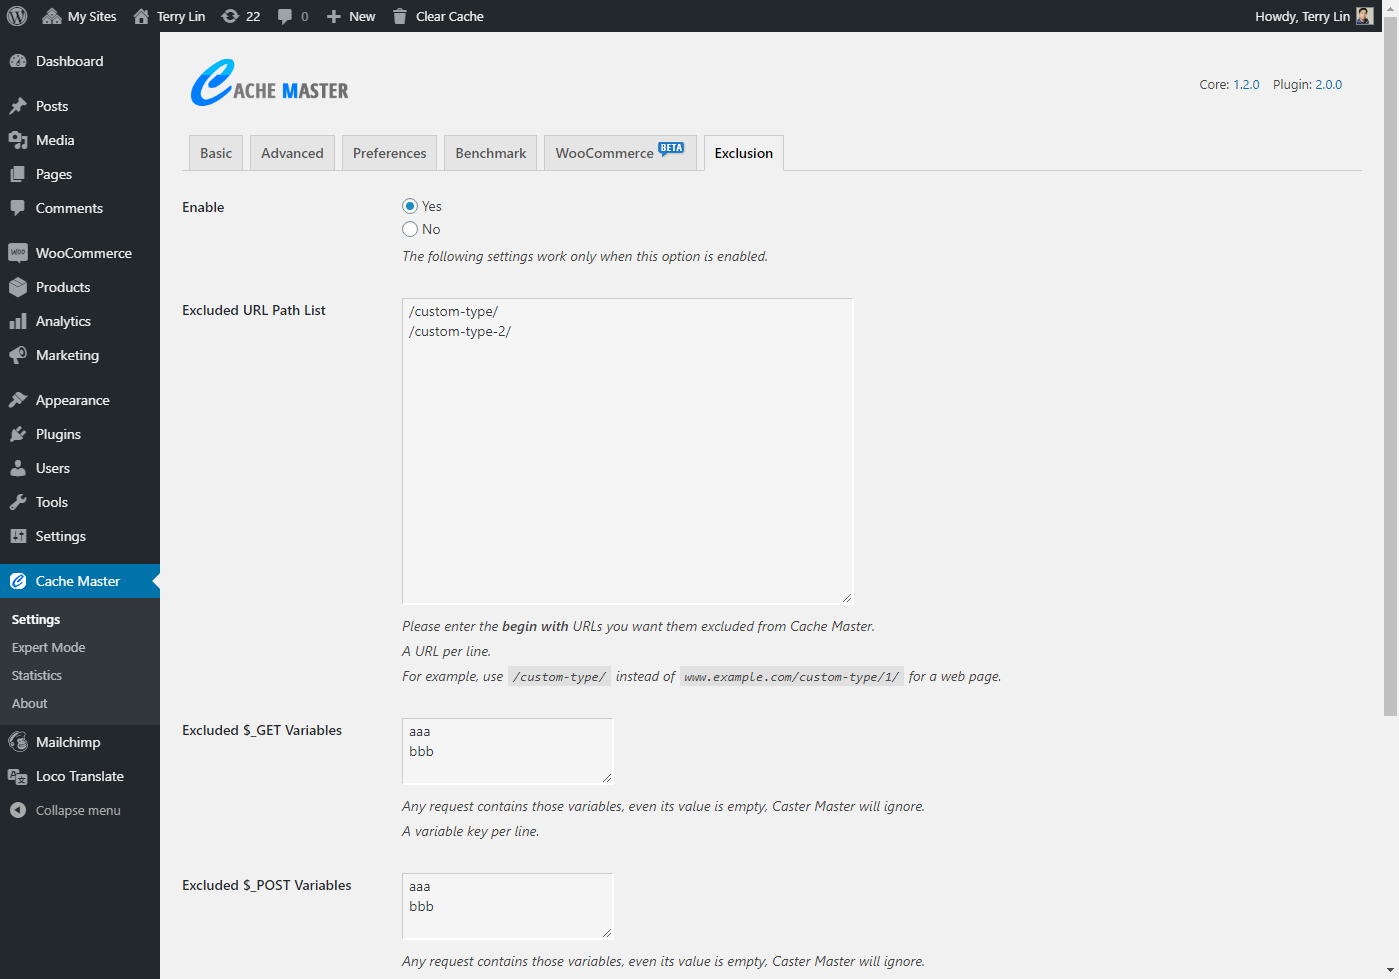 My Sites Terry Lin 22 0 New Clear Cache Howdy, Terry Lin
Dashboard
Posts
Media
Pages
Comments
WooCommerce
Products
Analytics
Marketing
Appearance
Plugins
Users
Tools
Settings
Cache Master
Settings
Expert Mode
Statistics
About
Mailchimp
Loco Translate
Collapse menu
CACHE MASTER
Core: 1.2.0 Plugin: 2.0.0
Basic Advanced Preferences Benchmark WooCommerce BETA Exclusion
Enable
Yes
No
The following settings work only when this option is enabled.
Excluded URL Path List
/custom-type/
/custom-type-2/
Please enter the begin with URLs you want them excluded from Cache Master.
A URL per line.
For example, use /custom-type/ instead of www.example.com/custom-type/1/ for a web page.
Excluded $_GET Variables
aaa
bbb
Any request contains those variables, even its value is empty, Caster Master will ignore.
A variable key per line.
Excluded $_POST Variables
aaa
bbb
Any request contains those variables, even its value is empty, Caster Master will ignore.